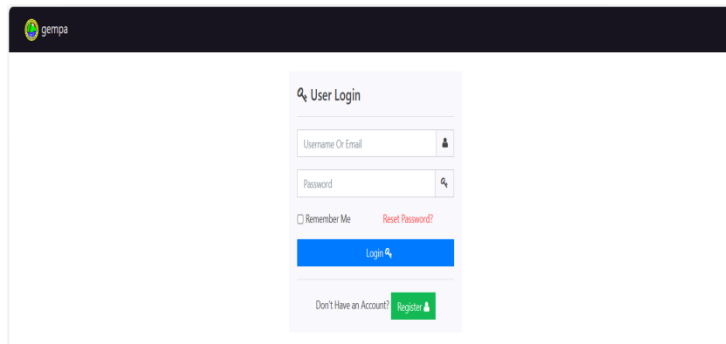 gempa
User Login
Username Or Email
Password
Remember Me Reset Password?
Login
Don't Have an Account? Register